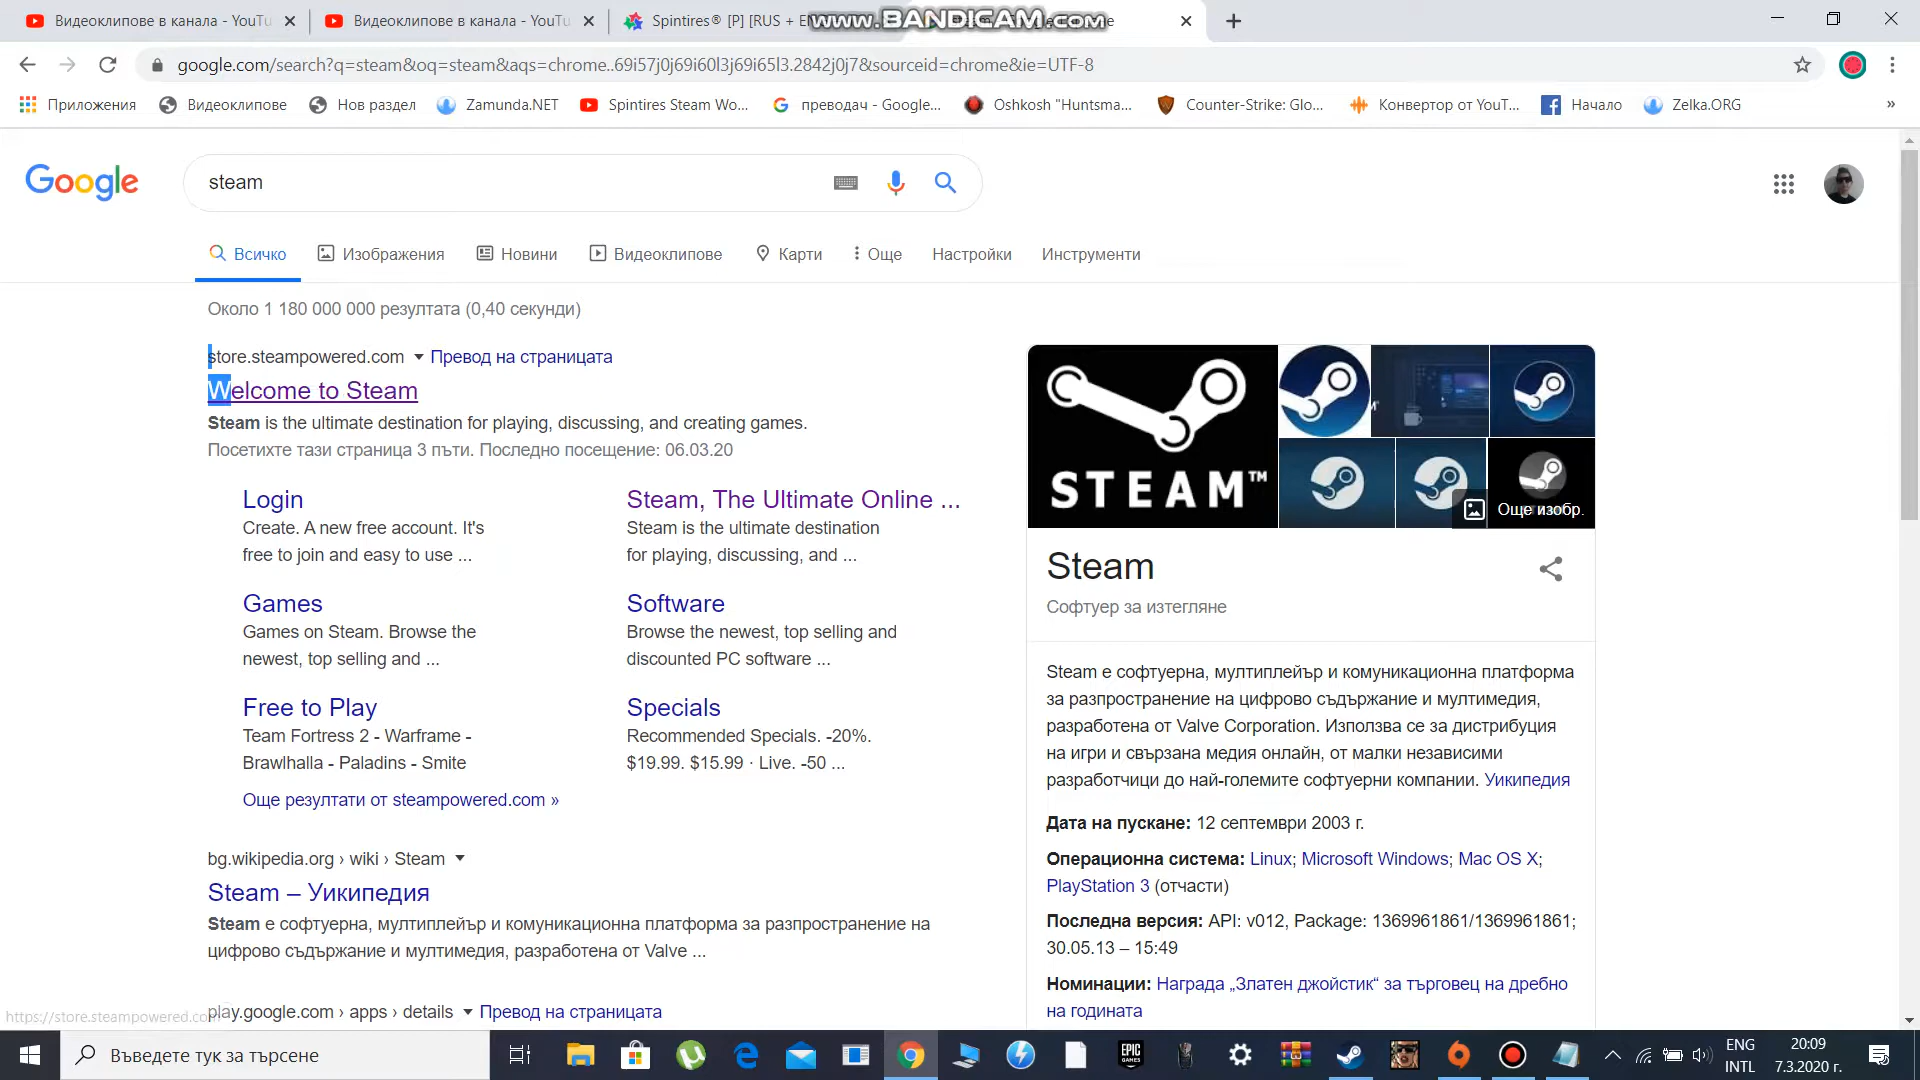 Видеоклипове в канала - YouTu
Видеоклипове в канала - YouTu
Spintires® [P] [RUS + EN
www.BANDICAM.com
google.com/search?q=steam&oq=steam&aqs=chrome..69i57j0j69i60l3j69i65l3.2842j0j7&sourceid=chrome&ie=UTF-8
Приложения
Видеоклипове
Нов раздел
Zamunda.NET
Spintires Steam Wo...
преводач - Google...
Oshkosh "Huntsma...
Counter-Strike: Glo...
Конвертор от YouT...
Начало
Zelka.ORG
»
Google
steam
Всичко
Изображения
Новини
Видеоклипове
Карти
Още
Настройки
Инструменти
Около 1 180 000 000 резултата (0,40 секунди)
store.steampowered.com Превод на страницата
Welcome to Steam
Steam is the ultimate destination for playing, discussing, and creating games.
Посетихте тази страница 3 пъти. Последно посещение: 06.03.20
Login
Create. A new free account. It's
free to join and easy to use ...
Steam, The Ultimate Online ...
Steam is the ultimate destination
for playing, discussing, and ...
Games
Games on Steam. Browse the
newest, top selling and ...
Software
Browse the newest, top selling and
discounted PC software ...
Free to Play
Team Fortress 2 - Warframe -
Brawlhalla - Paladins - Smite
Specials
Recommended Specials. -20%.
$19.99. $15.99 · Live. -50 ...
Още резултати от steampowered.com »
bg.wikipedia.org › wiki › Steam
Steam – Уикипедия
Steam е софтуерна, мултиплейър и комуникационна платформа за разпространение на
цифрово съдържание и мултимедия, разработена от Valve ...
play.google.com › apps › details Превод на страницата
https://store.steampowered.com
STEAM™
Още изобр.
Steam
Софтуер за изтегляне
Steam е софтуерна, мултиплейър и комуникационна платформа
за разпространение на цифрово съдържание и мултимедия,
разработена от Valve Corporation. Използва се за дистрибуция
на игри и свързана медия онлайн, от малки независими
разработчици до най-големите софтуерни компании. Уикипедия
Дата на пускане: 12 септември 2003 г.
Операционна система: Linux; Microsoft Windows; Mac OS X;
PlayStation 3 (отчасти)
Последна версия: API: v012, Package: 1369961861/1369961861;
30.05.13 – 15:49
Номинации: Награда „Златен джойстик“ за търговец на дребно
на годината
Въведете тук за търсене
EPIC
GAMES
ENG
INTL
20:09
7.3.2020 г.